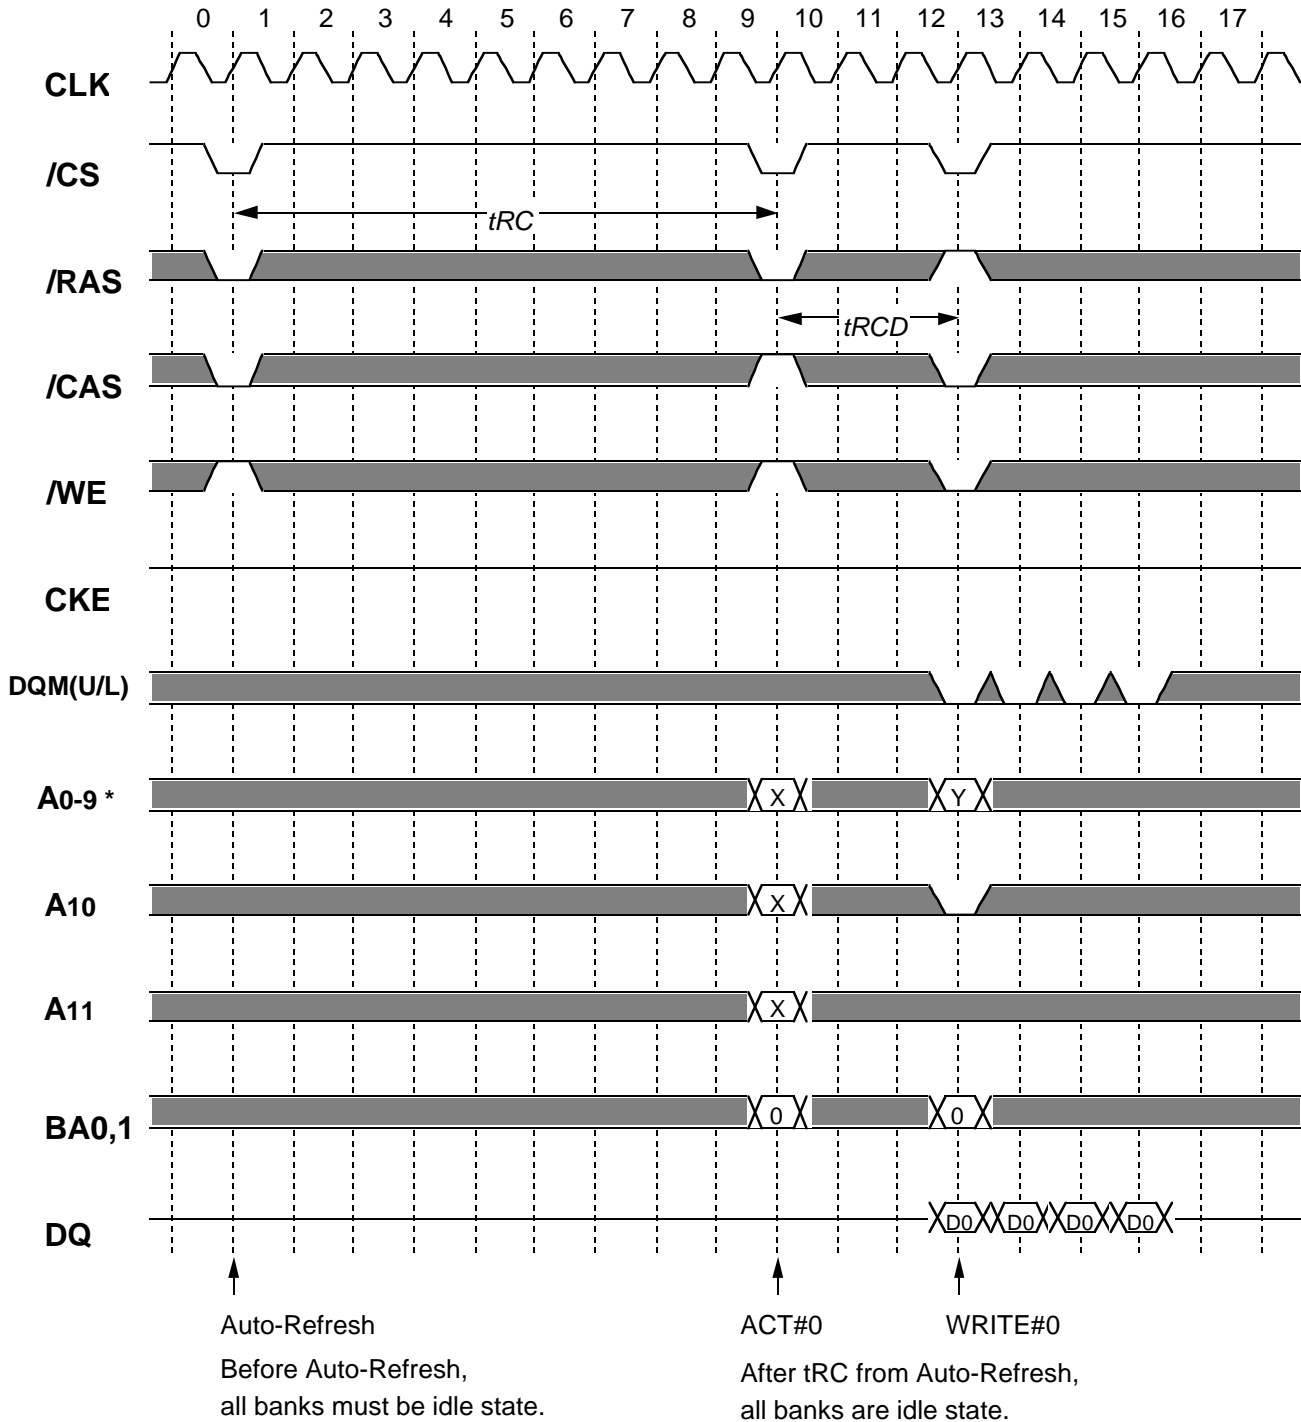 0 1 2 3 4 5 6 7 8 9 10 11 12 13 14 15 16 17
CLK
/CS
tRC
/RAS
tRCD
/CAS
/WE
CKE
DQM(U/L)
A0-9 * X Y
A10 X
A11 X
BA0,1 0 0
DQ D0 D0 D0 D0
Auto-Refresh ACT#0 WRITE#0
Before Auto-Refresh,
all banks must be idle state.
After tRC from Auto-Refresh,
all banks are idle state.